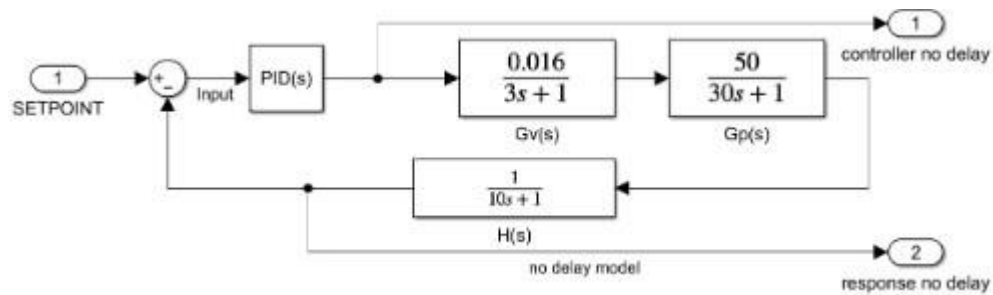 1
controller no delay
1
SETPOINT
+
-
Input
PID(s)
0.016
3s + 1
Gv(s)
50
30s + 1
Gp(s)
1
10s + 1
H(s)
no delay model
2
response no delay